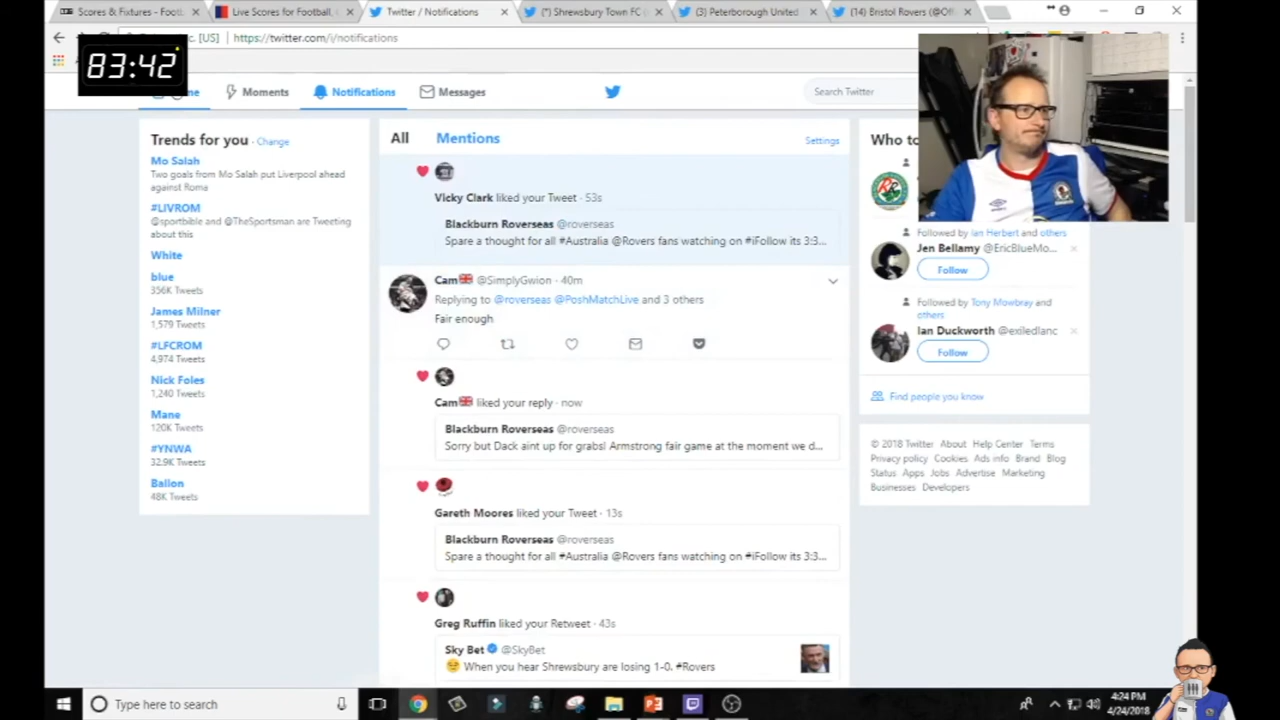 Scores & Fixtures - Foot
Live Scores for Football,
Twitter / Notifications
(*) Shrewsbury Town FC (
(3) Peterborough United
(14) Bristol Rovers (@Off
[US]
https://twitter.com/i/notifications
83:42
Moments
Notifications
Messages
Search Twitter
Trends for you · Change
Mo Salah
Two goals from Mo Salah put Liverpool ahead
against Roma
#LIVROM
@sportbible and @TheSportsman are Tweeting
about this
White
blue
356K Tweets
James Milner
1,579 Tweets
#LFCROM
4,974 Tweets
Nick Foles
1,240 Tweets
Mane
120K Tweets
#YNWA
32.9K Tweets
Ballon
48K Tweets
All
Mentions
Settings
Vicky Clark liked your Tweet · 53s
Blackburn Roverseas @roverseas
Spare a thought for all #Australia @Rovers fans watching on #iFollow its 3:3...
Cam @SimplyGwion · 40m
Replying to @roverseas @PoshMatchLive and 3 others
Fair enough
Cam liked your reply · now
Blackburn Roverseas @roverseas
Sorry but Dack aint up for grabs! Armstrong fair game at the moment we d...
Gareth Moores liked your Tweet · 13s
Blackburn Roverseas @roverseas
Spare a thought for all #Australia @Rovers fans watching on #iFollow its 3:3...
Greg Ruffin liked your Retweet · 43s
Sky Bet @SkyBet
When you hear Shrewsbury are losing 1-0. #Rovers
Who to
Followed by Ian Herbert and others
Jen Bellamy @EricBlueMo...
Follow
Followed by Tony Mowbray and
others
Ian Duckworth @exiledlanc
Follow
Find people you know
© 2018 Twitter About Help Center Terms
Privacy policy Cookies Ads info Brand Blog
Status Apps Jobs Advertise Marketing
Businesses Developers
Type here to search
4:24 PM
4/24/2018